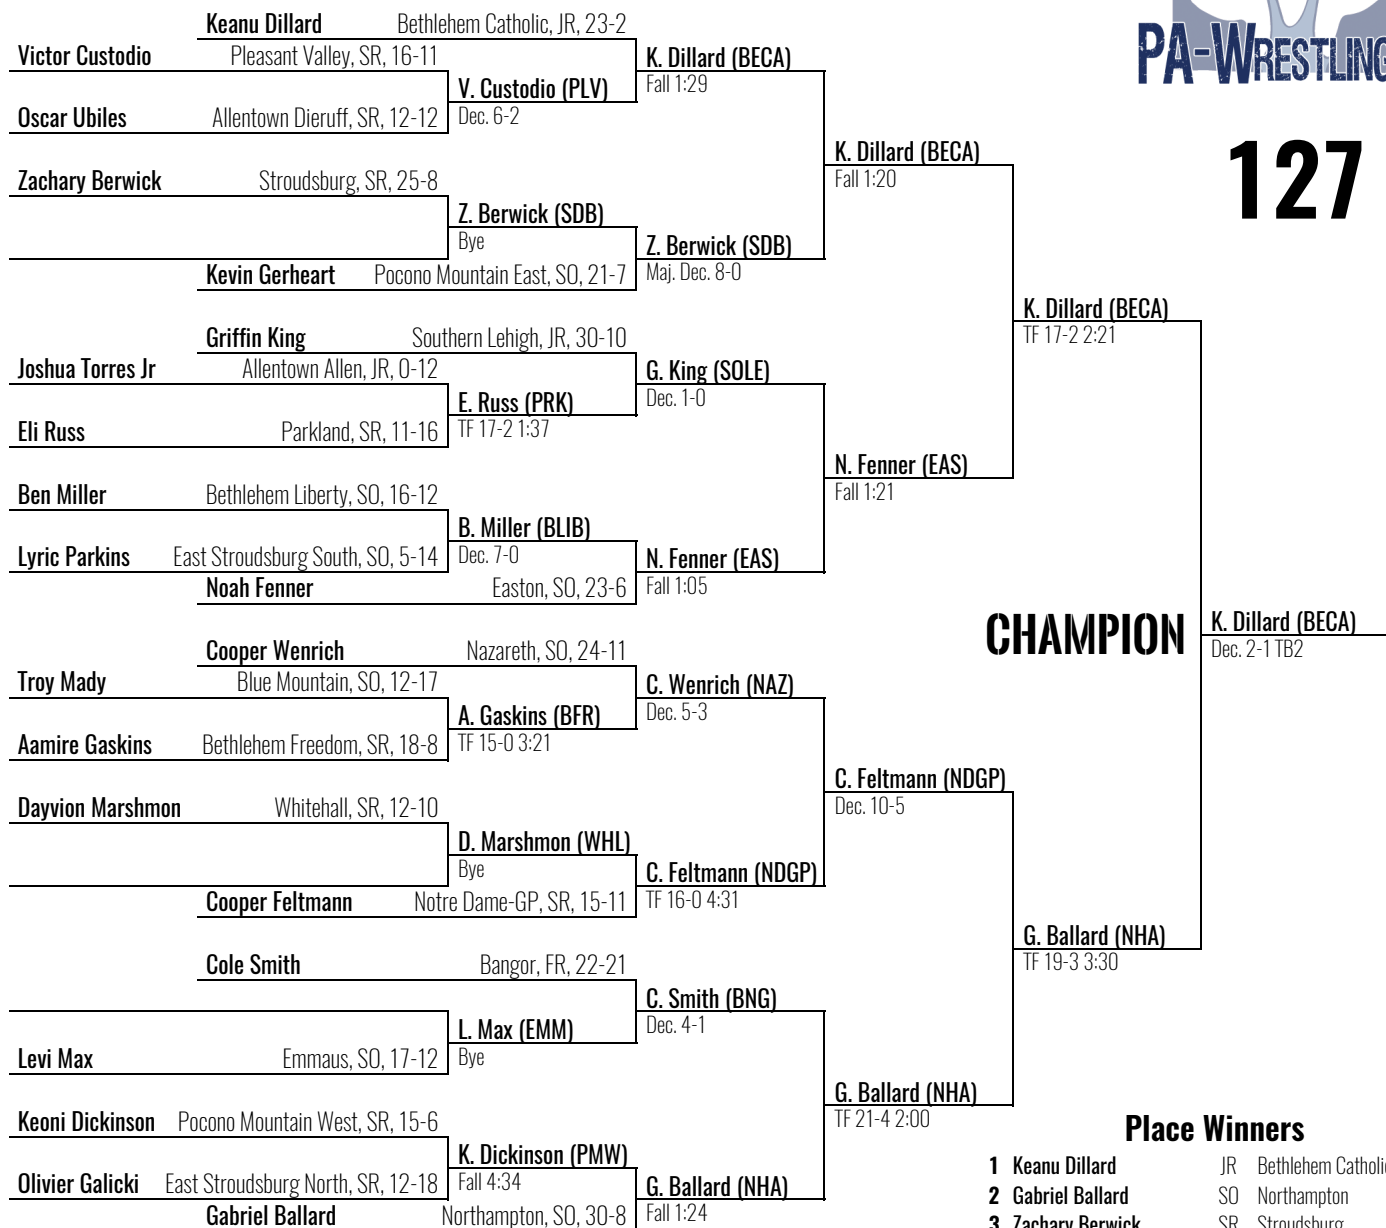 PA-WRESTLING
127
Keanu Dillard Bethlehem Catholic, JR, 23-2
Victor Custodio Pleasant Valley, SR, 16-11
K. Dillard (BECA)
Fall 1:29
V. Custodio (PLV)
Dec. 6-2
Oscar Ubiles Allentown Dieruff, SR, 12-12
K. Dillard (BECA)
Fall 1:20
Zachary Berwick Stroudsburg, SR, 25-8
Z. Berwick (SDB)
Bye
Z. Berwick (SDB)
Maj. Dec. 8-0
Kevin Gerheart Pocono Mountain East, SO, 21-7
K. Dillard (BECA)
TF 17-2 2:21
Griffin King Southern Lehigh, JR, 30-10
Joshua Torres Jr Allentown Allen, JR, 0-12
G. King (SOLE)
Dec. 1-0
E. Russ (PRK)
TF 17-2 1:37
Eli Russ Parkland, SR, 11-16
N. Fenner (EAS)
Fall 1:21
Ben Miller Bethlehem Liberty, SO, 16-12
B. Miller (BLIB)
Dec. 7-0
Lyric Parkins East Stroudsburg South, SO, 5-14
N. Fenner (EAS)
Fall 1:05
Noah Fenner Easton, SO, 23-6
CHAMPION
K. Dillard (BECA)
Dec. 2-1 TB2
Cooper Wenrich Nazareth, SO, 24-11
Troy Mady Blue Mountain, SO, 12-17
C. Wenrich (NAZ)
Dec. 5-3
A. Gaskins (BFR)
TF 15-0 3:21
Aamire Gaskins Bethlehem Freedom, SR, 18-8
C. Feltmann (NDGP)
Dec. 10-5
Dayvion Marshmon Whitehall, SR, 12-10
D. Marshmon (WHL)
Bye
C. Feltmann (NDGP)
TF 16-0 4:31
Cooper Feltmann Notre Dame-GP, SR, 15-11
G. Ballard (NHA)
TF 19-3 3:30
Cole Smith Bangor, FR, 22-21
C. Smith (BNG)
Dec. 4-1
L. Max (EMM)
Bye
Levi Max Emmaus, SO, 17-12
G. Ballard (NHA)
TF 21-4 2:00
Keoni Dickinson Pocono Mountain West, SR, 15-6
K. Dickinson (PMW)
Fall 4:34
Olivier Galicki East Stroudsburg North, SR, 12-18
G. Ballard (NHA)
Fall 1:24
Gabriel Ballard Northampton, SO, 30-8
Place Winners
1 Keanu Dillard JR Bethlehem Catholic
2 Gabriel Ballard SO Northampton
3 Zachary Berwick SR Stroudsburg